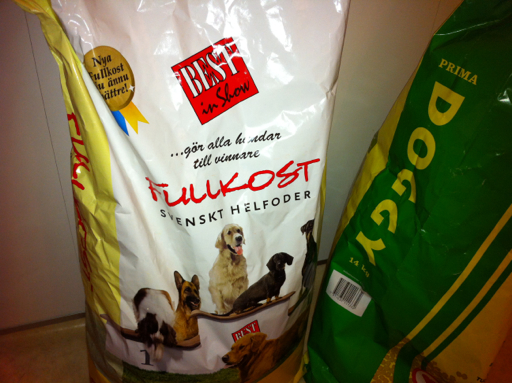 Nya
Fullkost
nu ännu
bättre!
BEST
in Show
...gör alla hundar
till vinnare
FULLKOST
SVENSKT HELFODER
1
BEST
PRIMA
DOGGY
14 kg